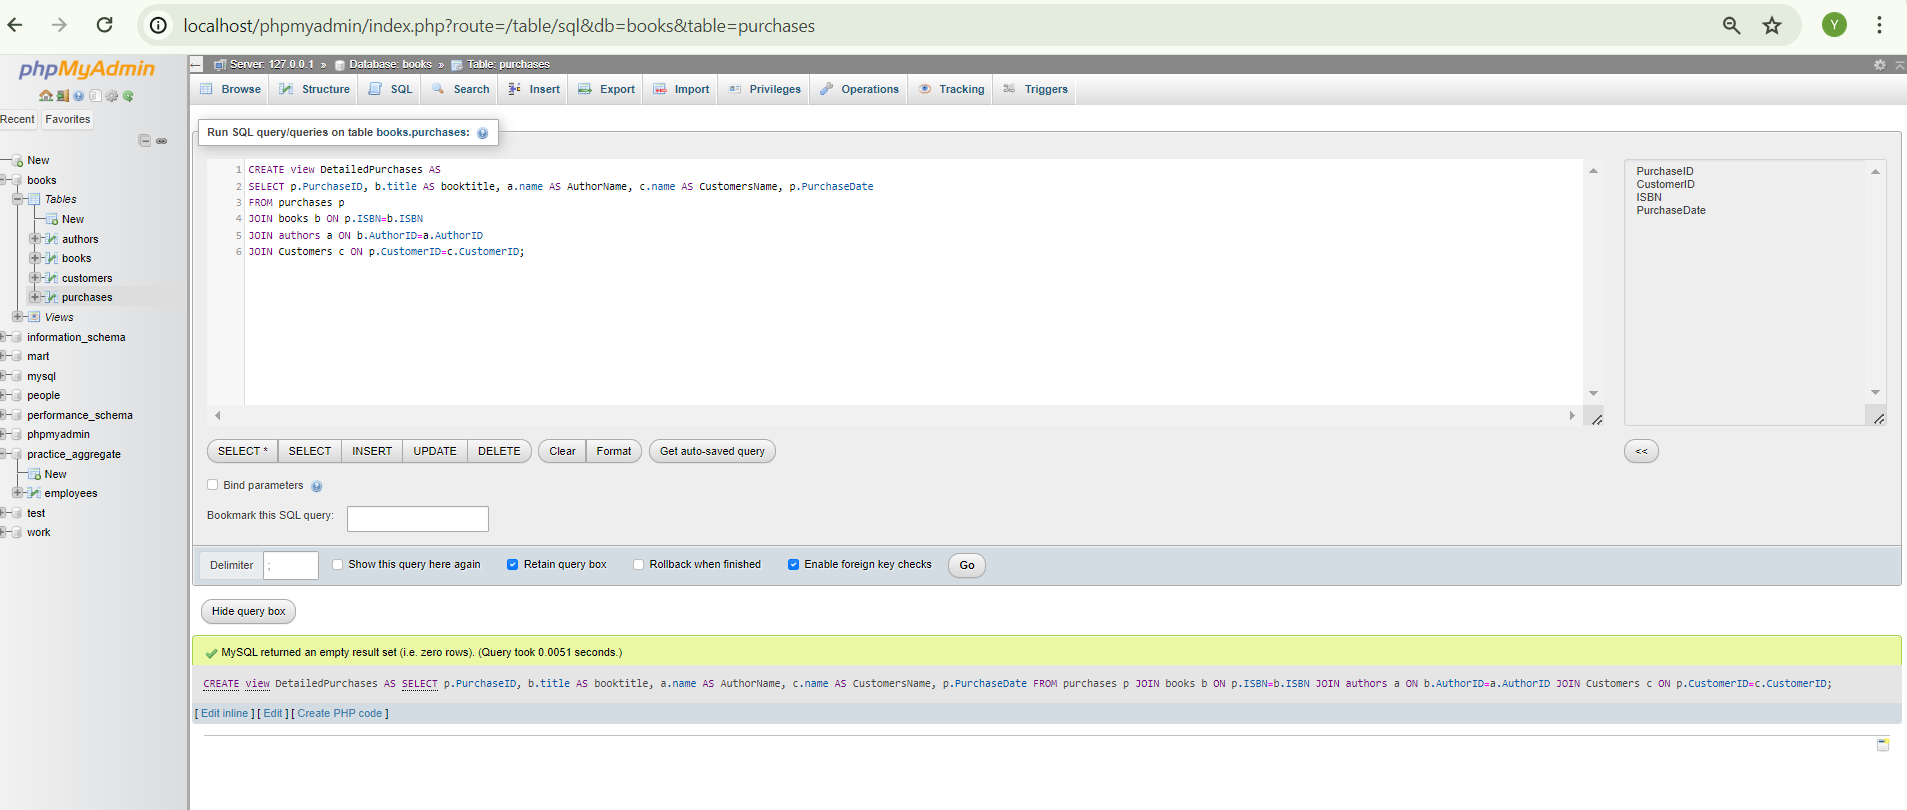 localhost/phpmyadmin/index.php?route=/table/sql&db=books&table=purchases
Y
phpMyAdmin
Recent
Favorites
New
books
Tables
New
authors
books
customers
purchases
Views
information_schema
mart
mysql
people
performance_schema
phpmyadmin
practice_aggregate
New
employees
test
work
Server: 127.0.0.1 » Database: books » Table: purchases
Browse
Structure
SQL
Search
Insert
Export
Import
Privileges
Operations
Tracking
Triggers
Run SQL query/queries on table books.purchases:
1 CREATE view DetailedPurchases AS
2 SELECT p.PurchaseID, b.title AS booktitle, a.name AS AuthorName, c.name AS CustomersName, p.PurchaseDate
3 FROM purchases p
4 JOIN books b ON p.ISBN=b.ISBN
5 JOIN authors a ON b.AuthorID=a.AuthorID
6 JOIN Customers c ON p.CustomerID=c.CustomerID;
PurchaseID
CustomerID
ISBN
PurchaseDate
SELECT *
SELECT
INSERT
UPDATE
DELETE
Clear
Format
Get auto-saved query
<<
Bind parameters
Bookmark this SQL query:
Delimiter
;
Show this query here again
Retain query box
Rollback when finished
Enable foreign key checks
Go
Hide query box
MySQL returned an empty result set (i.e. zero rows). (Query took 0.0051 seconds.)
CREATE view DetailedPurchases AS SELECT p.PurchaseID, b.title AS booktitle, a.name AS AuthorName, c.name AS CustomersName, p.PurchaseDate FROM purchases p JOIN books b ON p.ISBN=b.ISBN JOIN authors a ON b.AuthorID=a.AuthorID JOIN Customers c ON p.CustomerID=c.CustomerID;
[ Edit inline ] [ Edit ] [ Create PHP code ]